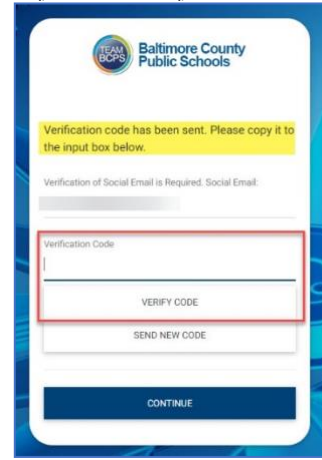 TEAM
BCPS
Baltimore County
Public Schools
Verification code has been sent. Please copy it to
the input box below.
Verification of Social Email is Required. Social Email:
Verification Code
VERIFY CODE
SEND NEW CODE
CONTINUE